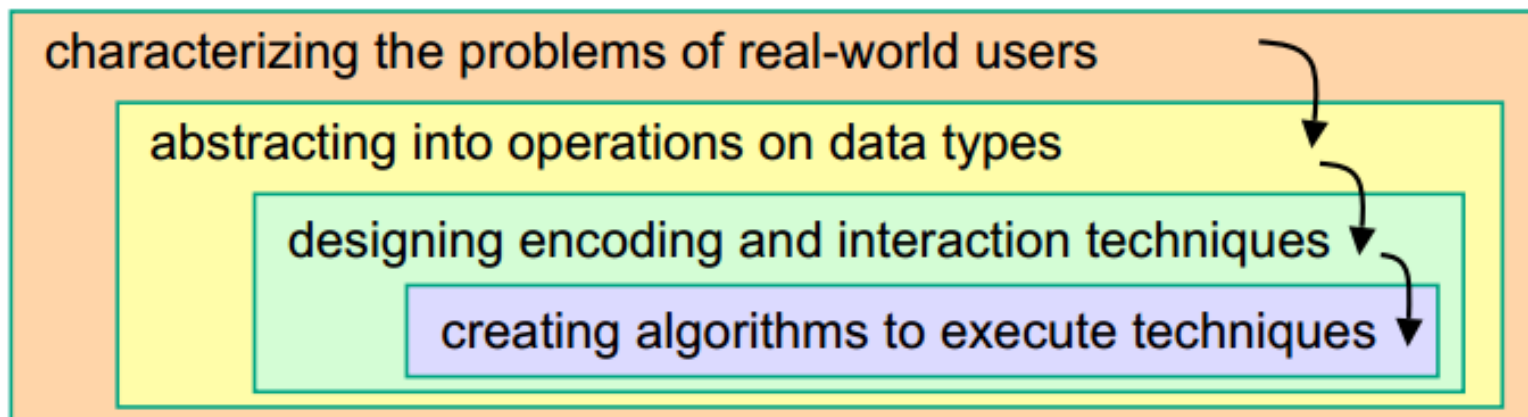 characterizing the problems of real-world users
abstracting into operations on data types
designing encoding and interaction techniques
creating algorithms to execute techniques